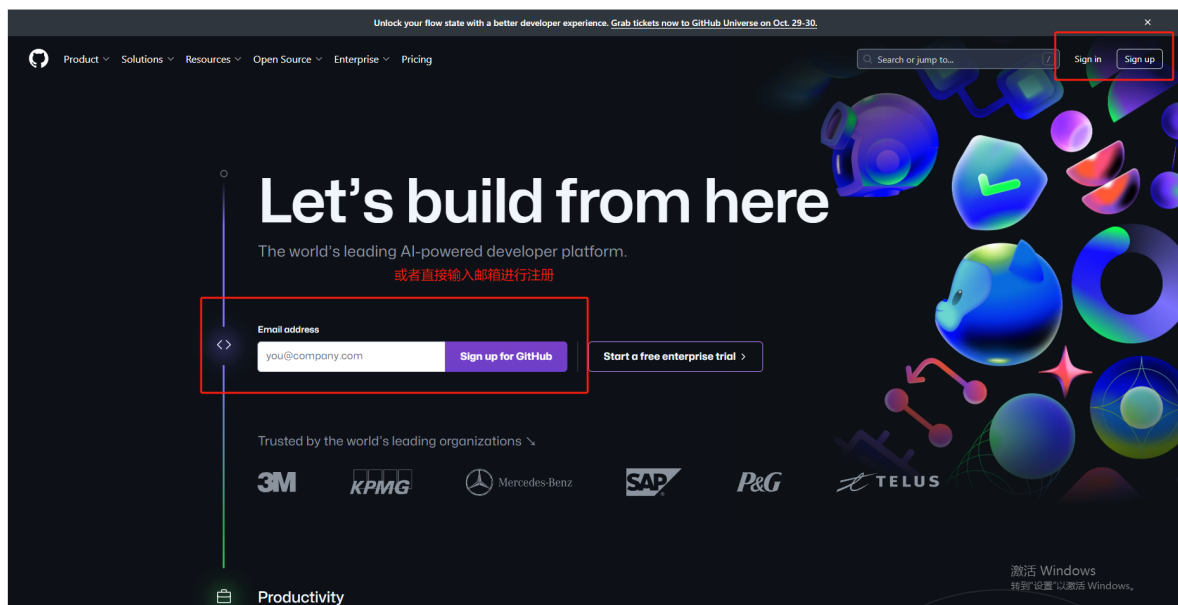 Unlock your flow state with a better developer experience. Grab tickets now to GitHub Universe on Oct. 29-30.
Product Solutions Resources Open Source Enterprise Pricing
Search or jump to... /
Sign in
Sign up
Let's build from here
The world's leading AI-powered developer platform.
或者直接输入邮箱进行注册
Email address
you@company.com
Sign up for GitHub
Start a free enterprise trial
Trusted by the world's leading organizations
3M KPMG Mercedes-Benz SAP P&G TELUS
激活 Windows
转到"设置"以激活 Windows。
Productivity